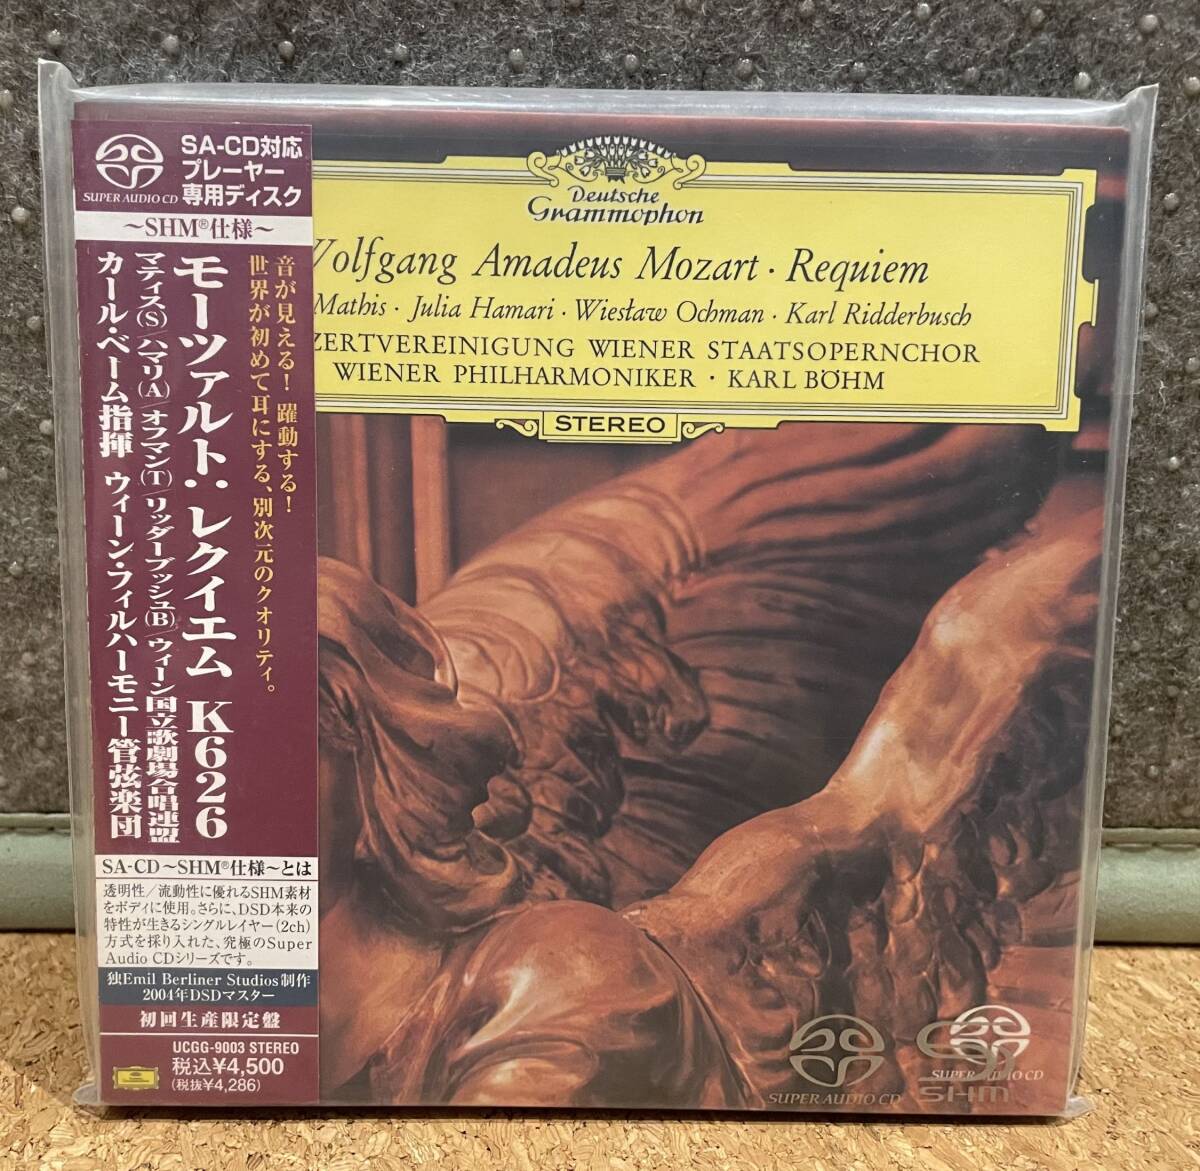 SUPER AUDIO CD
SA-CD対応
プレーヤー
専用ディスク
～SHM®仕様～
音が見える!躍動する!
世界が初めて耳にする、別次元のクオリティ。
モーツァルト:レクイエム K626
マティス(S)/ハマリ(A)/オフマン(T)/リッダーブッシュ(B)/ウィーン国立歌劇場合唱連盟
カール・ベーム指揮 ウィーン・フィルハーモニー管弦楽団
SA-CD～SHM®仕様～とは
透明性/流動性に優れるSHM素材
をボディに使用。さらに、DSD本来の
特性が生きるシングルレイヤー(2ch)
方式を採り入れた、究極のSuper
Audio CDシリーズです。
独Emil Berliner Studios制作
2004年DSDマスター
初回生産限定盤
UCGG-9003 STEREO
税込¥4,500
(税抜¥4,286)
Deutsche
Grammophon
Wolfgang Amadeus Mozart · Requiem
Mathis · Julia Hamari · Wiesław Ochman · Karl Ridderbusch
ZERTVEREINIGUNG WIENER STAATSOPERNCHOR
WIENER PHILHARMONIKER · KARL BÖHM
STEREO
SUPER AUDIO CD
SUPER AUDIO CD
SHM